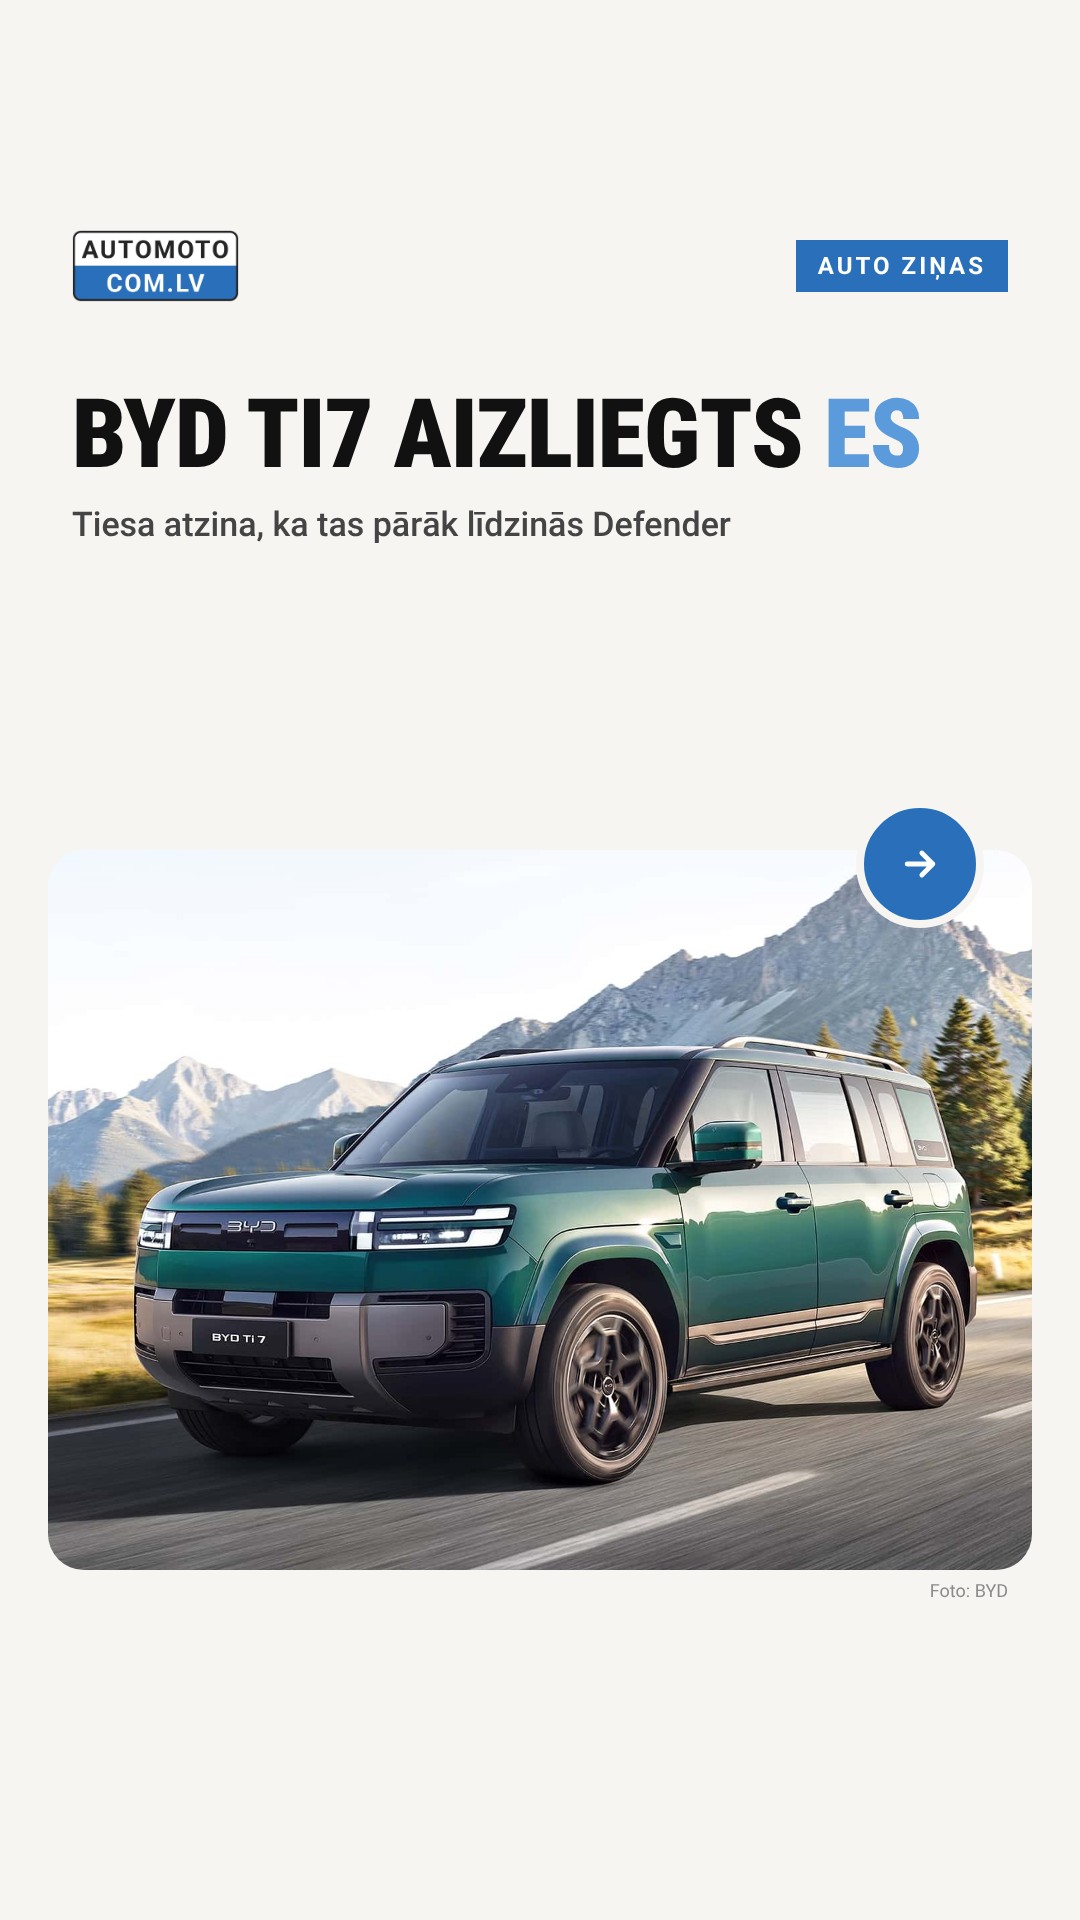 AUTOMOTO
COM.LV
AUTO ZIŅAS
BYD TI7 AIZLIEGTS ES
Tiesa atzina, ka tas pārāk līdzinās Defender
BYD
BYD Ti 7
Foto: BYD